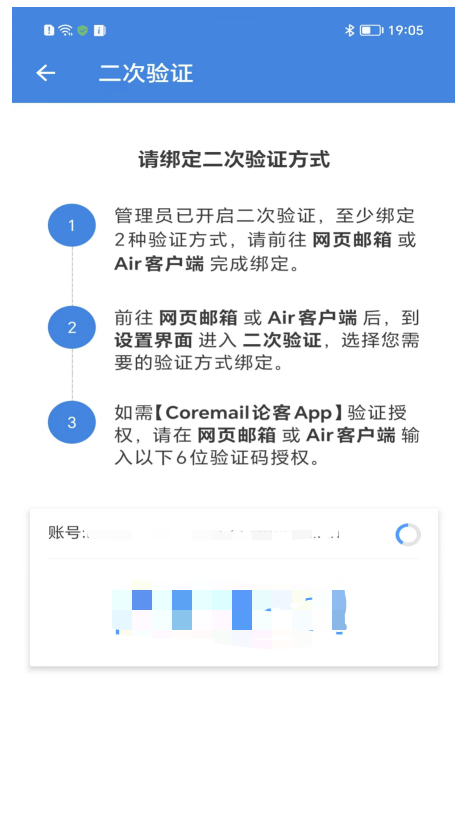 19:05
二次验证
请绑定二次验证方式
1
管理员已开启二次验证，至少绑定
2种验证方式，请前往 网页邮箱 或
Air客户端 完成绑定。
2
前往 网页邮箱 或 Air客户端 后，到
设置界面 进入 二次验证，选择您需
要的验证方式绑定。
3
如需【Coremail论客App】验证授
权，请在 网页邮箱 或 Air客户端 输
入以下6位验证码授权。
账号: